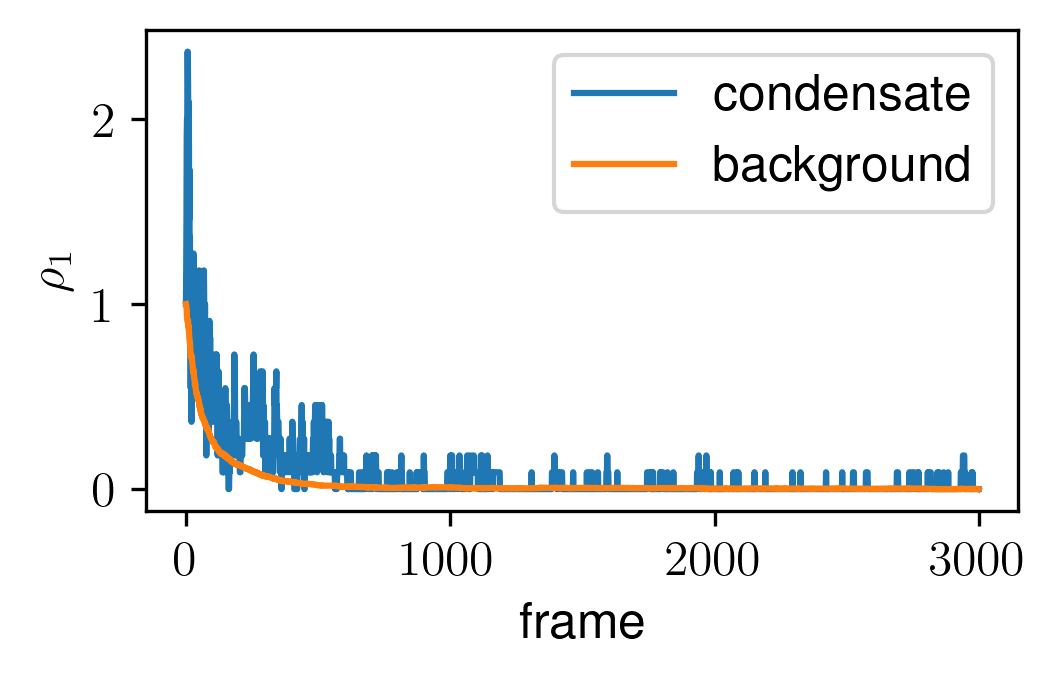 condensate
background
2
1
0
ρ₁
0 1000 2000 3000
frame